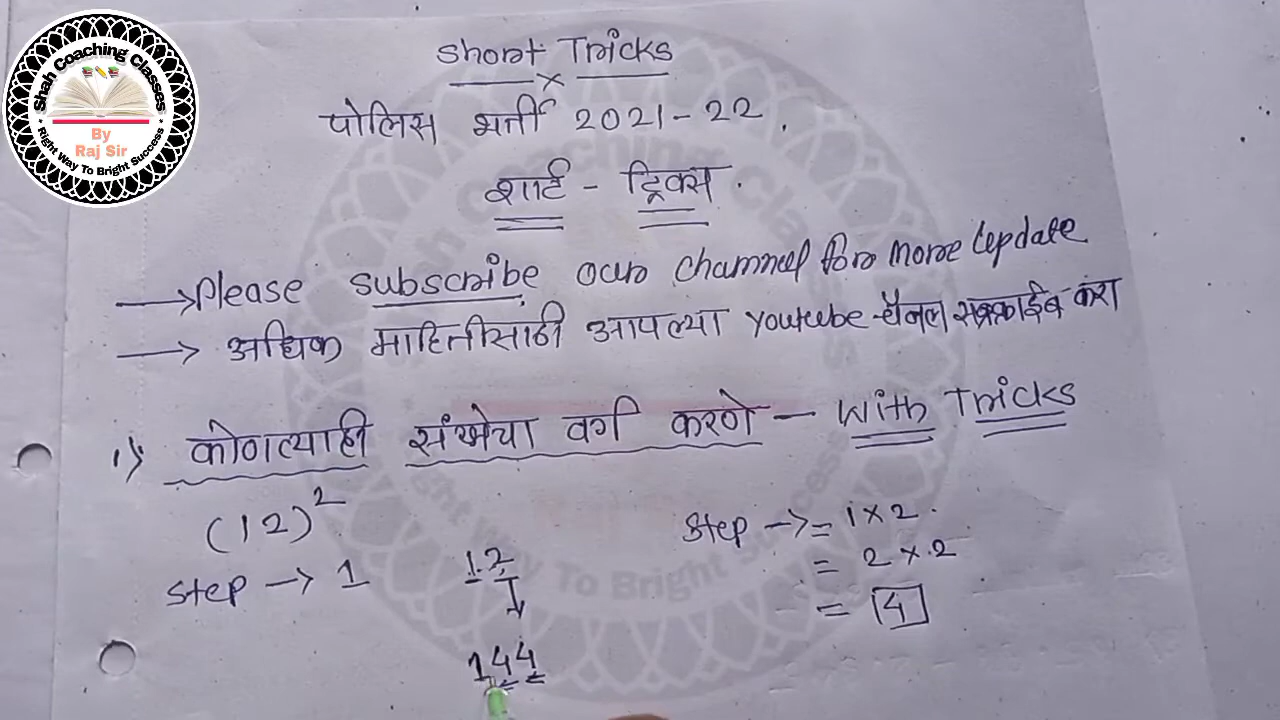 Shah Coaching Classes
By
Raj Sir
Right Way To Bright Success
Short Tricks
x
पोलिस भर्ती 2021-22.
शार्ट - ट्रिक्स.
→ Please subscribe our channel for more update
→ अधिक माहितीसाठी आपल्या youtube चॅनल सबस्क्राईब करा
1) कोणत्याही संख्येचा वर्ग करणे - With Tricks
(12)²
Step → 1
12
144
Step → = 1×2.
= 2×2
= 4